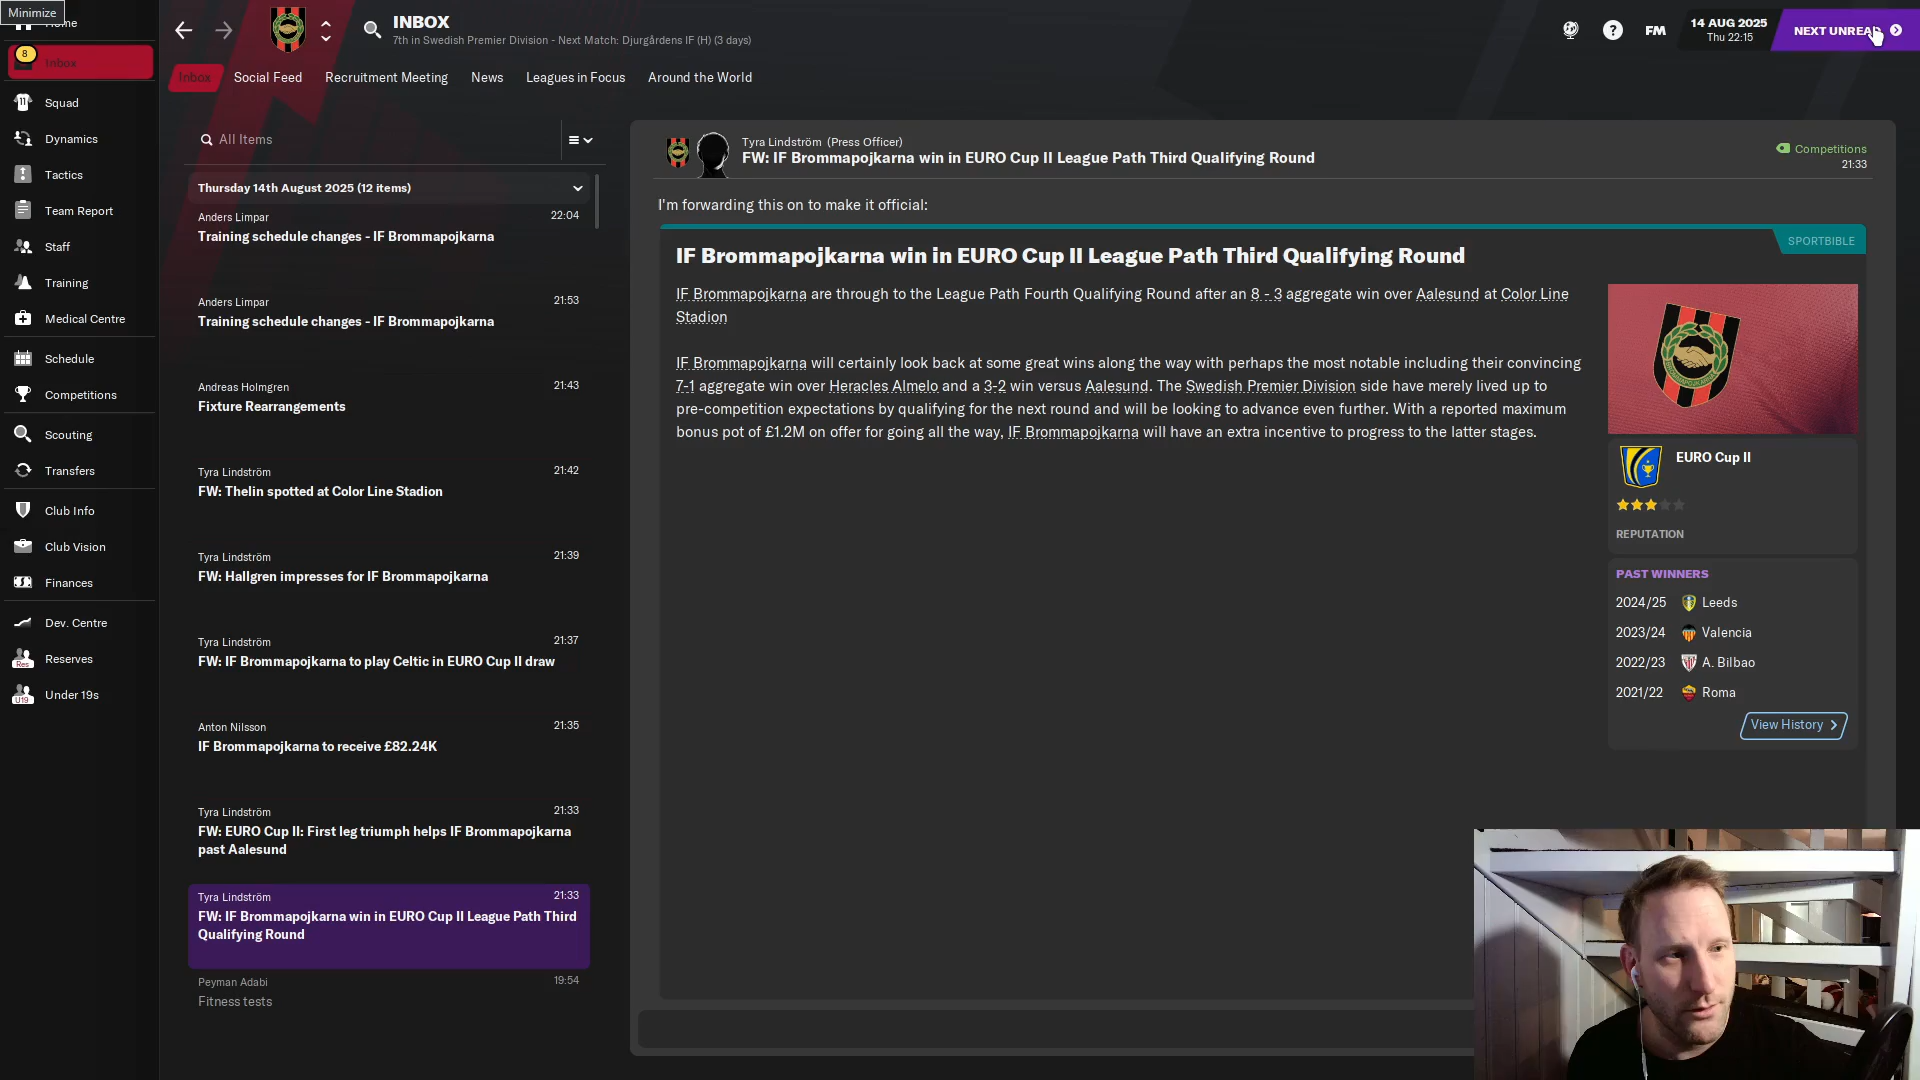 Minimize
Home
8
Inbox
Squad
Dynamics
Tactics
Team Report
Staff
Training
Medical Centre
Schedule
Competitions
Scouting
Transfers
Club Info
Club Vision
Finances
Dev. Centre
Res
Reserves
U19
Under 19s
INBOX
7th in Swedish Premier Division - Next Match: Djurgårdens IF (H) (3 days)
FM
14 AUG 2025
Thu 22:15
NEXT UNREAD
Inbox
Social Feed
Recruitment Meeting
News
Leagues in Focus
Around the World
All Items
Thursday 14th August 2025 (12 items)
Anders Limpar 22:04
Training schedule changes - IF Brommapojkarna
Anders Limpar 21:53
Training schedule changes - IF Brommapojkarna
Andreas Holmgren 21:43
Fixture Rearrangements
Tyra Lindström 21:42
FW: Thelin spotted at Color Line Stadion
Tyra Lindström 21:39
FW: Hallgren impresses for IF Brommapojkarna
Tyra Lindström 21:37
FW: IF Brommapojkarna to play Celtic in EURO Cup II draw
Anton Nilsson 21:35
IF Brommapojkarna to receive £82.24K
Tyra Lindström 21:33
FW: EURO Cup II: First leg triumph helps IF Brommapojkarna
past Aalesund
Tyra Lindström 21:33
FW: IF Brommapojkarna win in EURO Cup II League Path Third
Qualifying Round
Peyman Adabi 19:54
Fitness tests
Tyra Lindström (Press Officer)
FW: IF Brommapojkarna win in EURO Cup II League Path Third Qualifying Round
Competitions
21:33
I'm forwarding this on to make it official:
SPORTBIBLE
IF Brommapojkarna win in EURO Cup II League Path Third Qualifying Round
IF Brommapojkarna are through to the League Path Fourth Qualifying Round after an 8 - 3 aggregate win over Aalesund at Color Line
Stadion
IF Brommapojkarna will certainly look back at some great wins along the way with perhaps the most notable including their convincing
7-1 aggregate win over Heracles Almelo and a 3-2 win versus Aalesund. The Swedish Premier Division side have merely lived up to
pre-competition expectations by qualifying for the next round and will be looking to advance even further. With a reported maximum
bonus pot of £1.2M on offer for going all the way, IF Brommapojkarna will have an extra incentive to progress to the latter stages.
EURO Cup II
REPUTATION
PAST WINNERS
2024/25 Leeds
2023/24 Valencia
2022/23 A. Bilbao
2021/22 Roma
View History